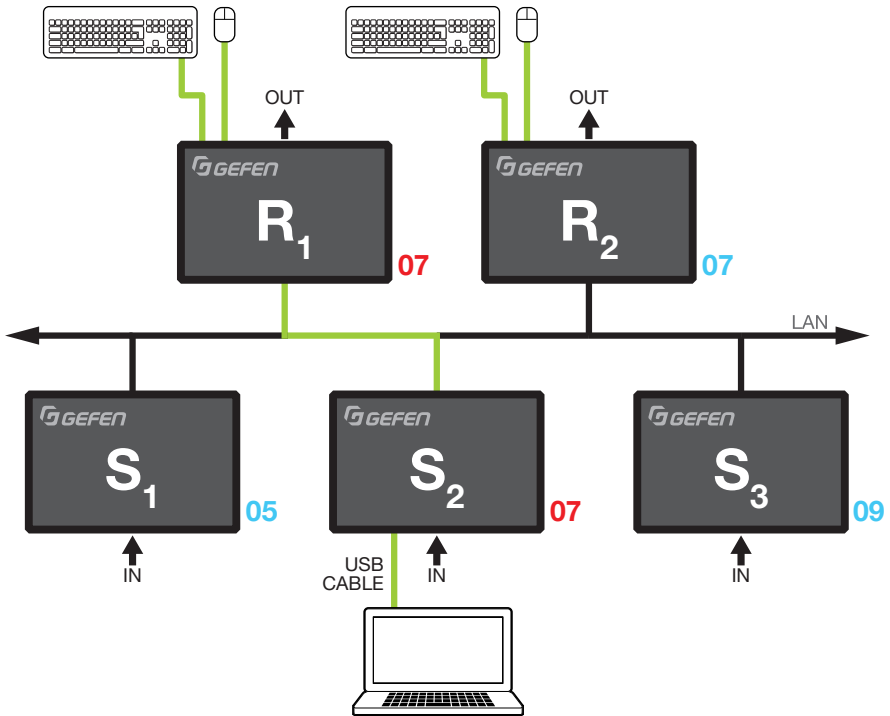 OUT
OUT
GEFEN
R1
07
GEFEN
R2
07
LAN
GEFEN
S1
05
GEFEN
S2
07
GEFEN
S3
09
IN
USB
CABLE
IN
IN